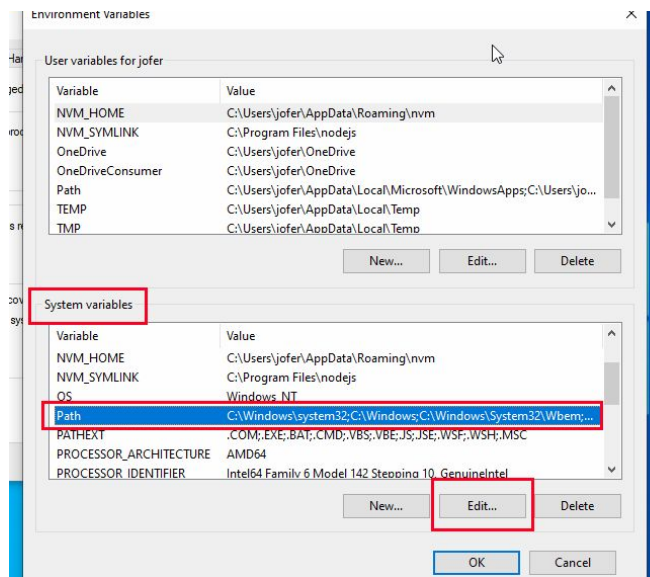 Environment Variables
Har
User variables for jofer
ged
Variable Value
NVM_HOME C:\Users\jofer\AppData\Roaming\nvm
NVM_SYMLINK C:\Program Files\nodejs
OneDrive C:\Users\jofer\OneDrive
OneDriveConsumer C:\Users\jofer\OneDrive
Path C:\Users\jofer\AppData\Local\Microsoft\WindowsApps;C:\Users\jo...
TEMP C:\Users\jofer\AppData\Local\Temp
TMP C:\Users\jofer\AppData\Local\Temp
New... Edit... Delete
System variables
Variable Value
NVM_HOME C:\Users\jofer\AppData\Roaming\nvm
NVM_SYMLINK C:\Program Files\nodejs
OS Windows_NT
Path C:\Windows\system32;C:\Windows;C:\Windows\System32\Wbem;...
PATHEXT .COM;.EXE;.BAT;.CMD;.VBS;.VBE;.JS;.JSE;.WSF;.WSH;.MSC
PROCESSOR_ARCHITECTURE AMD64
PROCESSOR_IDENTIFIER Intel64 Family 6 Model 142 Stepping 10, GenuineIntel
New... Edit... Delete
OK Cancel